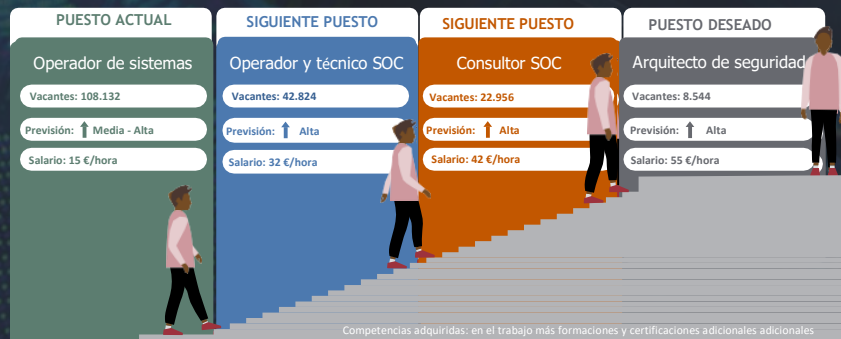 PUESTO ACTUAL
Operador de sistemas
Vacantes: 108.132
Previsión: Media - Alta
Salario: 15 €/hora
SIGUIENTE PUESTO
Operador y técnico SOC
Vacantes: 42.824
Previsión: Alta
Salario: 32 €/hora
SIGUIENTE PUESTO
Consultor SOC
Vacantes: 22.956
Previsión: Alta
Salario: 42 €/hora
PUESTO DESEADO
Arquitecto de seguridad
Vacantes: 8.544
Previsión: Alta
Salario: 55 €/hora
Competencias adquiridas: en el trabajo más formaciones y certificaciones adicionales adicionales